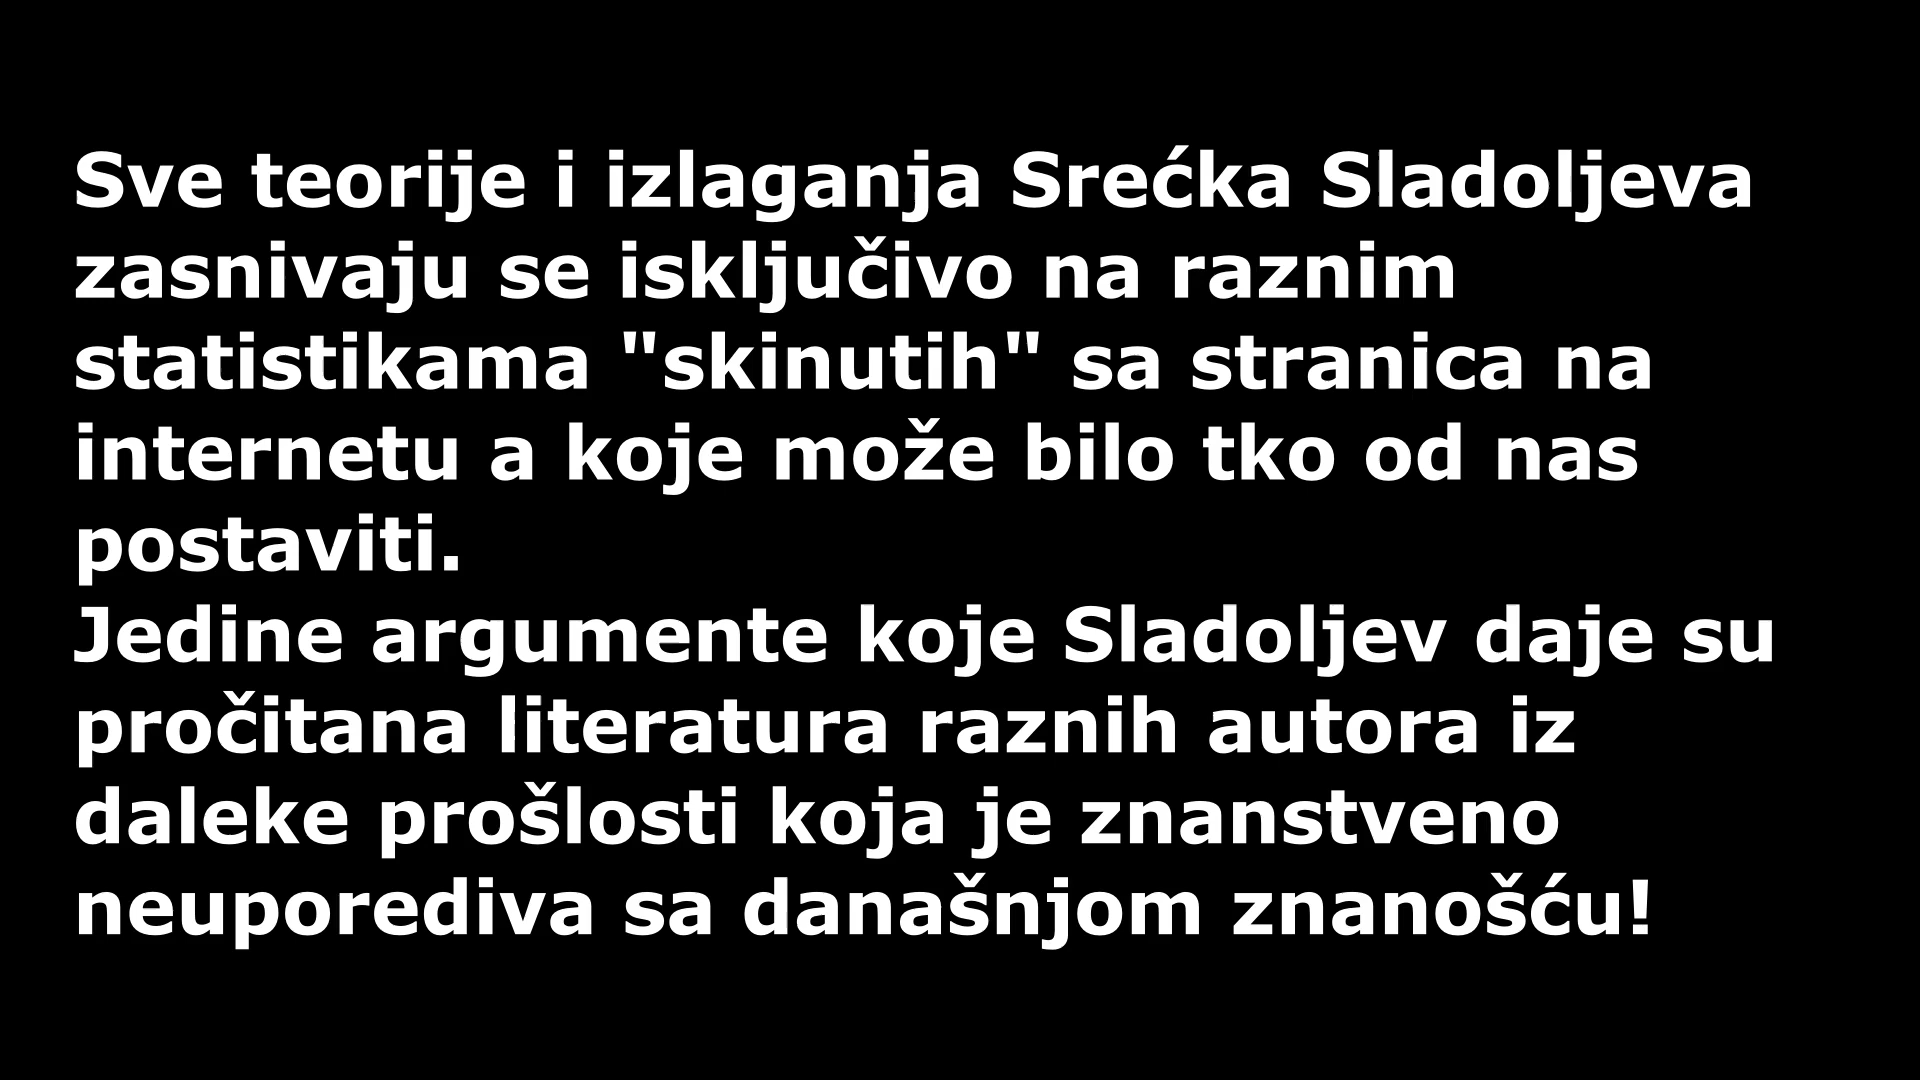 Sve teorije i izlaganja Srećka Sladoljeva
zasnivaju se isključivo na raznim
statistikama "skinutih" sa stranica na
internetu a koje može bilo tko od nas
postaviti.
Jedine argumente koje Sladoljev daje su
pročitana literatura raznih autora iz
daleke prošlosti koja je znanstveno
neuporediva sa današnjom znanošću!